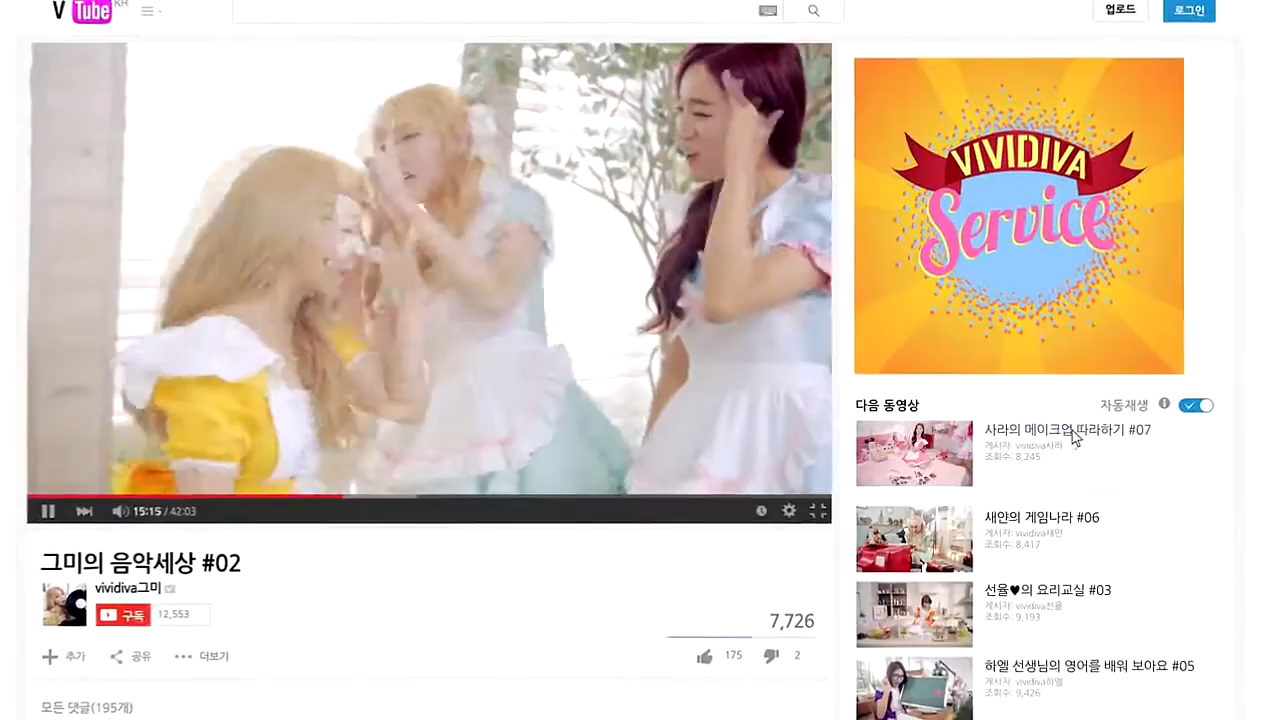 V Tube KR
업로드
로그인
VIVIDIVA
Service
15:15 / 42:03
그미의 음악세상 #02
vividiva그미
구독
12,553
7,726
추가
공유
더보기
175
2
모든 댓글(195개)
다음 동영상
자동재생
사라의 메이크업 따라하기 #07
게시자: vividiva사라
조회수: 8,245
새얀의 게임나라 #06
게시자: vividiva새얀
조회수: 8,417
선율♥의 요리교실 #03
게시자: vividiva선율
조회수: 9,193
하엘 선생님의 영어를 배워 보아요 #05
게시자: vividiva하엘
조회수: 9,426